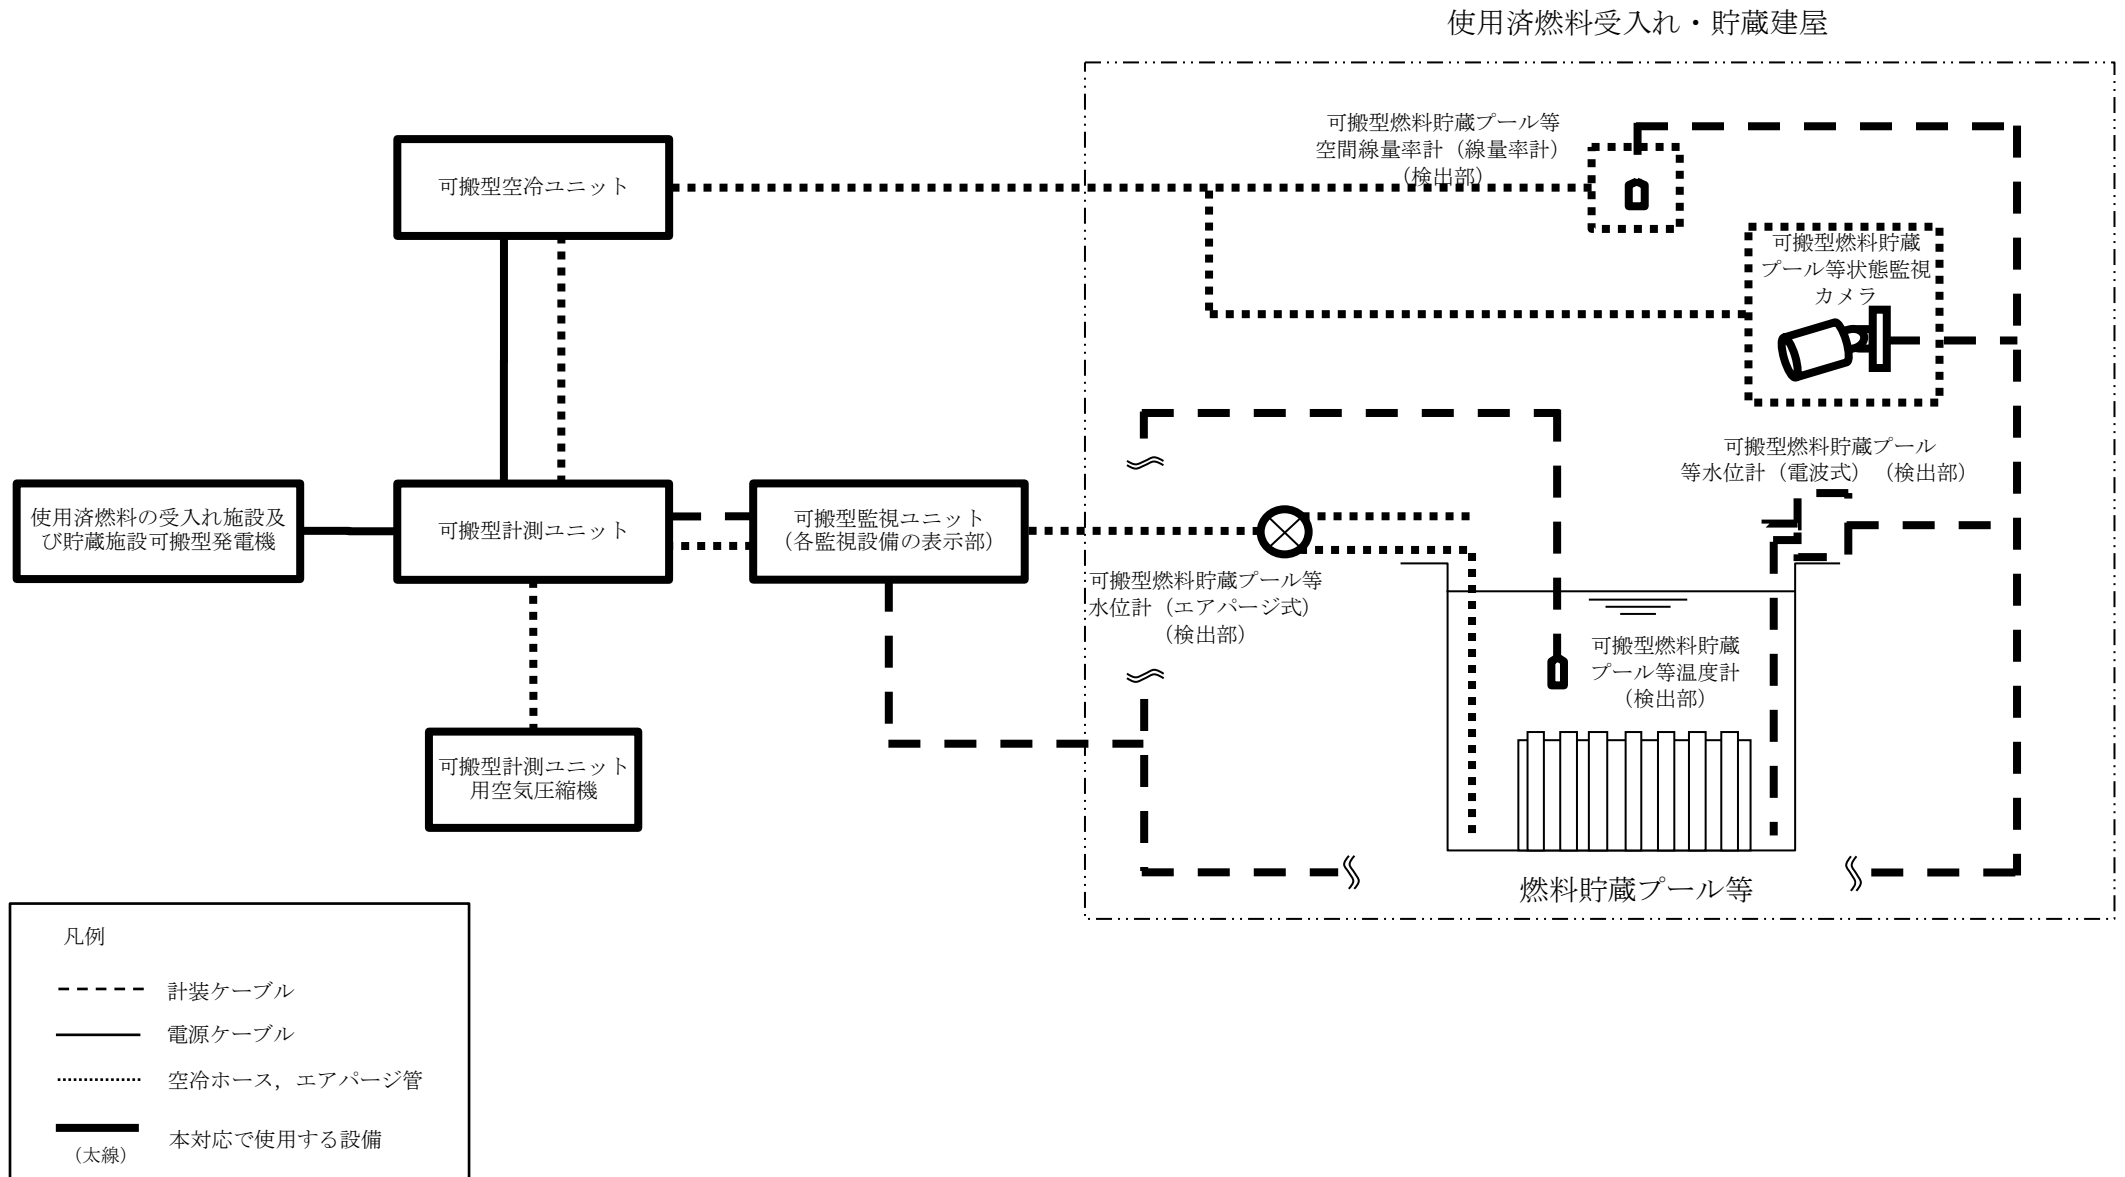 使用済燃料受入れ・貯蔵建屋
可搬型燃料貯蔵プール等
空間線量率計（線量率計）
（検出部）
可搬型空冷ユニット
可搬型燃料貯蔵
プール等状態監視
カメラ
可搬型燃料貯蔵プール
等水位計（電波式）（検出部）
使用済燃料の受入れ施設及
び貯蔵施設可搬型発電機
可搬型計測ユニット
可搬型監視ユニット
（各監視設備の表示部）
可搬型燃料貯蔵プール等
水位計（エアパージ式）
（検出部）
可搬型燃料貯蔵
プール等温度計
（検出部）
可搬型計測ユニット
用空気圧縮機
燃料貯蔵プール等
凡例
計装ケーブル
電源ケーブル
空冷ホース，エアパージ管
本対応で使用する設備
（太線）